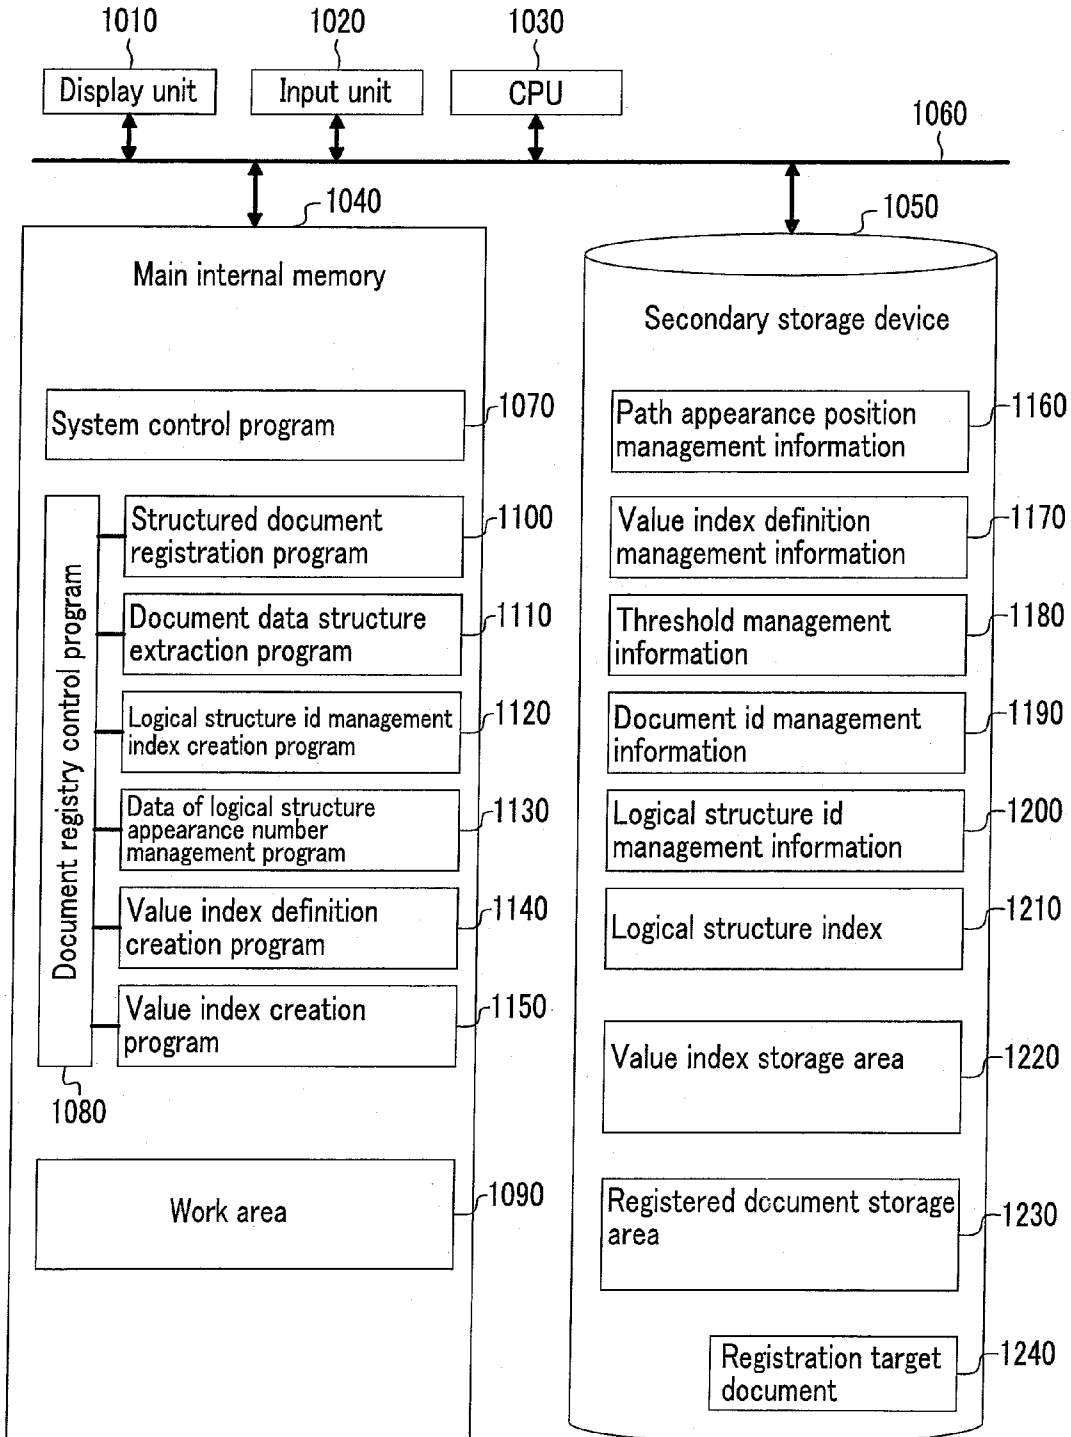 1010
1020
1030
Display unit
Input unit
CPU
1060
1040
1050
Main internal memory
Secondary storage device
System control program
1070
Document registry control program
1080
Structured document
registration program
1100
Document data structure
extraction program
1110
Logical structure id management
index creation program
1120
Data of logical structure
appearance number
management program
1130
Value index definition
creation program
1140
Value index creation
program
1150
Work area
1090
Path appearance position
management information
1160
Value index definition
management information
1170
Threshold management
information
1180
Document id management
information
1190
Logical structure id
management information
1200
Logical structure index
1210
Value index storage area
1220
Registered document storage
area
1230
Registration target
document
1240